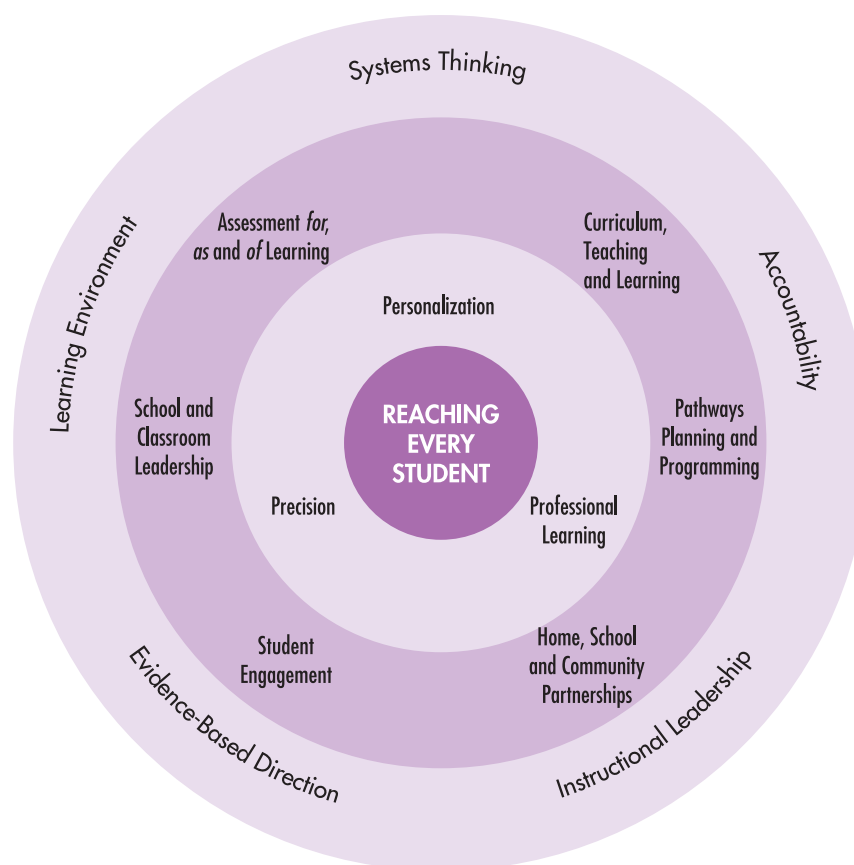 Systems Thinking
Learning Environment
Accountability
Assessment for,
as and of Learning
Curriculum,
Teaching
and Learning
Personalization
School and
Classroom
Leadership
REACHING
EVERY
STUDENT
Pathways
Planning and
Programming
Precision
Professional
Learning
Student
Engagement
Home, School
and Community
Partnerships
Evidence-Based Direction
Instructional Leadership